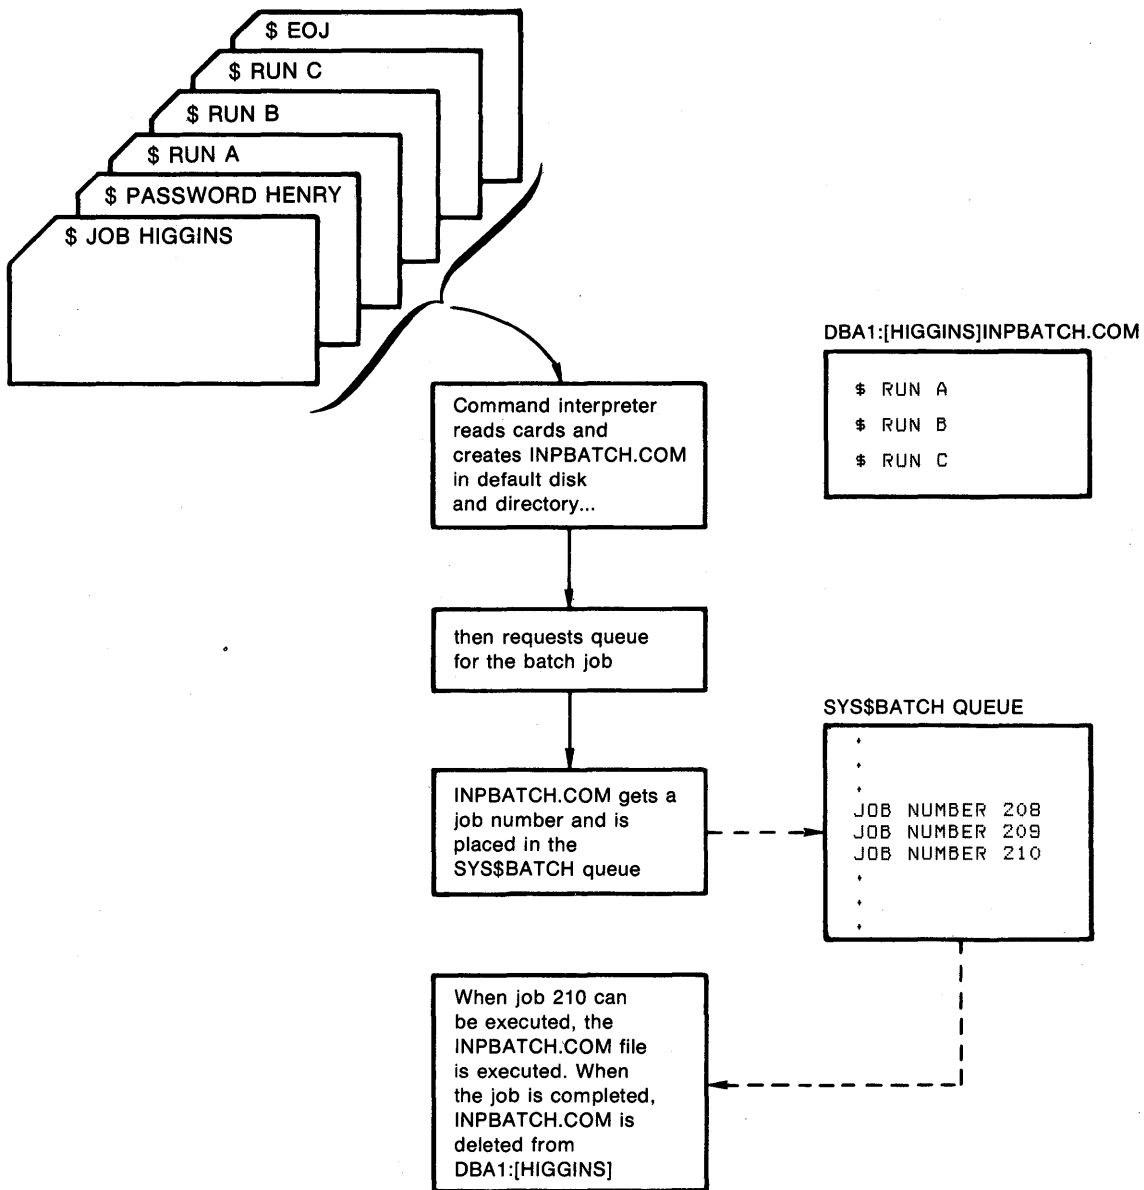 $ EOJ
$ RUN C
$ RUN B
$ RUN A
$ PASSWORD HENRY
$ JOB HIGGINS
DBA1:[HIGGINS]INPBATCH.COM
$ RUN A
$ RUN B
$ RUN C
Command interpreter
reads cards and
creates INPBATCH.COM
in default disk
and directory...
then requests queue
for the batch job
SYS$BATCH QUEUE
JOB NUMBER 208
JOB NUMBER 209
JOB NUMBER 210
INPBATCH.COM gets a
job number and is
placed in the
SYS$BATCH queue
When job 210 can
be executed, the
INPBATCH.COM file
is executed. When
the job is completed,
INPBATCH.COM is
deleted from
DBA1:[HIGGINS]